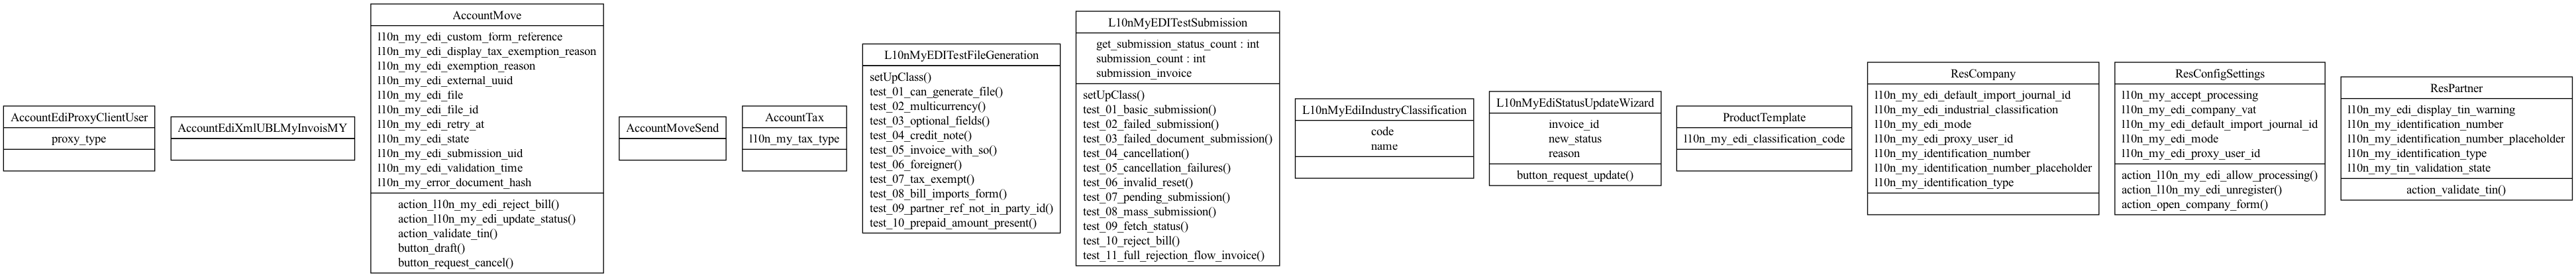 AccountEdiProxyClientUser
proxy_type
AccountEdiXmlUBLMyInvoisMY
AccountMove
l10n_my_edi_custom_form_reference
l10n_my_edi_display_tax_exemption_reason
l10n_my_edi_exemption_reason
l10n_my_edi_external_uuid
l10n_my_edi_file
l10n_my_edi_file_id
l10n_my_edi_retry_at
l10n_my_edi_state
l10n_my_edi_submission_uid
l10n_my_edi_validation_time
l10n_my_error_document_hash
action_l10n_my_edi_reject_bill()
action_l10n_my_edi_update_status()
action_validate_tin()
button_draft()
button_request_cancel()
AccountMoveSend
AccountTax
l10n_my_tax_type
L10nMyEDITestFileGeneration
setUpClass()
test_01_can_generate_file()
test_02_multicurrency()
test_03_optional_fields()
test_04_credit_note()
test_05_invoice_with_so()
test_06_foreigner()
test_07_tax_exempt()
test_08_bill_imports_form()
test_09_partner_ref_not_in_party_id()
test_10_prepaid_amount_present()
L10nMyEDITestSubmission
get_submission_status_count : int
submission_count : int
submission_invoice
setUpClass()
test_01_basic_submission()
test_02_failed_submission()
test_03_failed_document_submission()
test_04_cancellation()
test_05_cancellation_failures()
test_06_invalid_reset()
test_07_pending_submission()
test_08_mass_submission()
test_09_fetch_status()
test_10_reject_bill()
test_11_full_rejection_flow_invoice()
L10nMyEdiIndustryClassification
code
name
L10nMyEdiStatusUpdateWizard
invoice_id
new_status
reason
button_request_update()
ProductTemplate
l10n_my_edi_classification_code
ResCompany
l10n_my_edi_default_import_journal_id
l10n_my_edi_industrial_classification
l10n_my_edi_mode
l10n_my_edi_proxy_user_id
l10n_my_identification_number
l10n_my_identification_number_placeholder
l10n_my_identification_type
ResConfigSettings
l10n_my_accept_processing
l10n_my_edi_company_vat
l10n_my_edi_default_import_journal_id
l10n_my_edi_mode
l10n_my_edi_proxy_user_id
action_l10n_my_edi_allow_processing()
action_l10n_my_edi_unregister()
action_open_company_form()
ResPartner
l10n_my_edi_display_tin_warning
l10n_my_identification_number
l10n_my_identification_number_placeholder
l10n_my_identification_type
l10n_my_tin_validation_state
action_validate_tin()